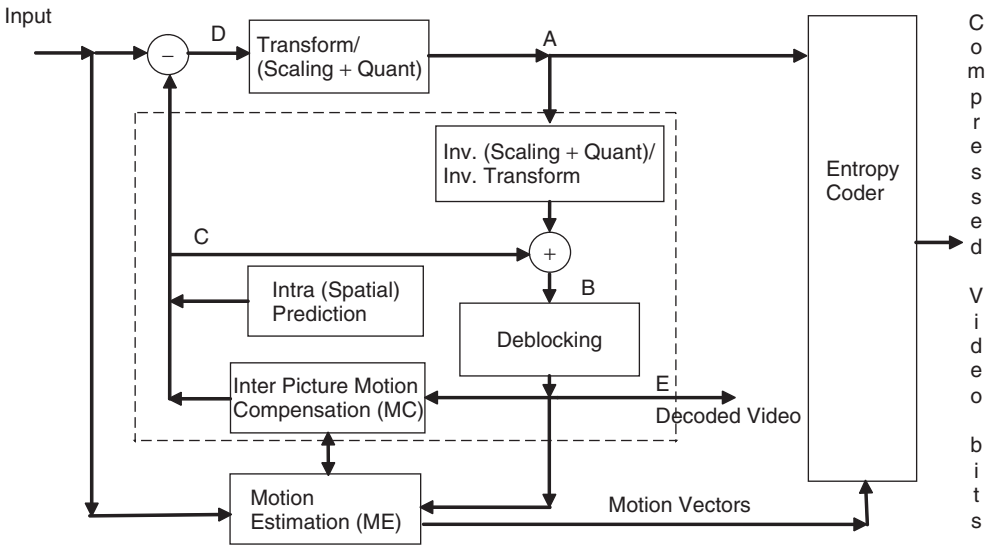 Input
D
Transform/
(Scaling + Quant)
A
−
Inv. (Scaling + Quant)/
Inv. Transform
Entropy
Coder
C
+
B
Intra (Spatial)
Prediction
Deblocking
Inter Picture Motion
Compensation (MC)
E
Decoded Video
Motion
Estimation (ME)
Motion Vectors
Compressed Video bits